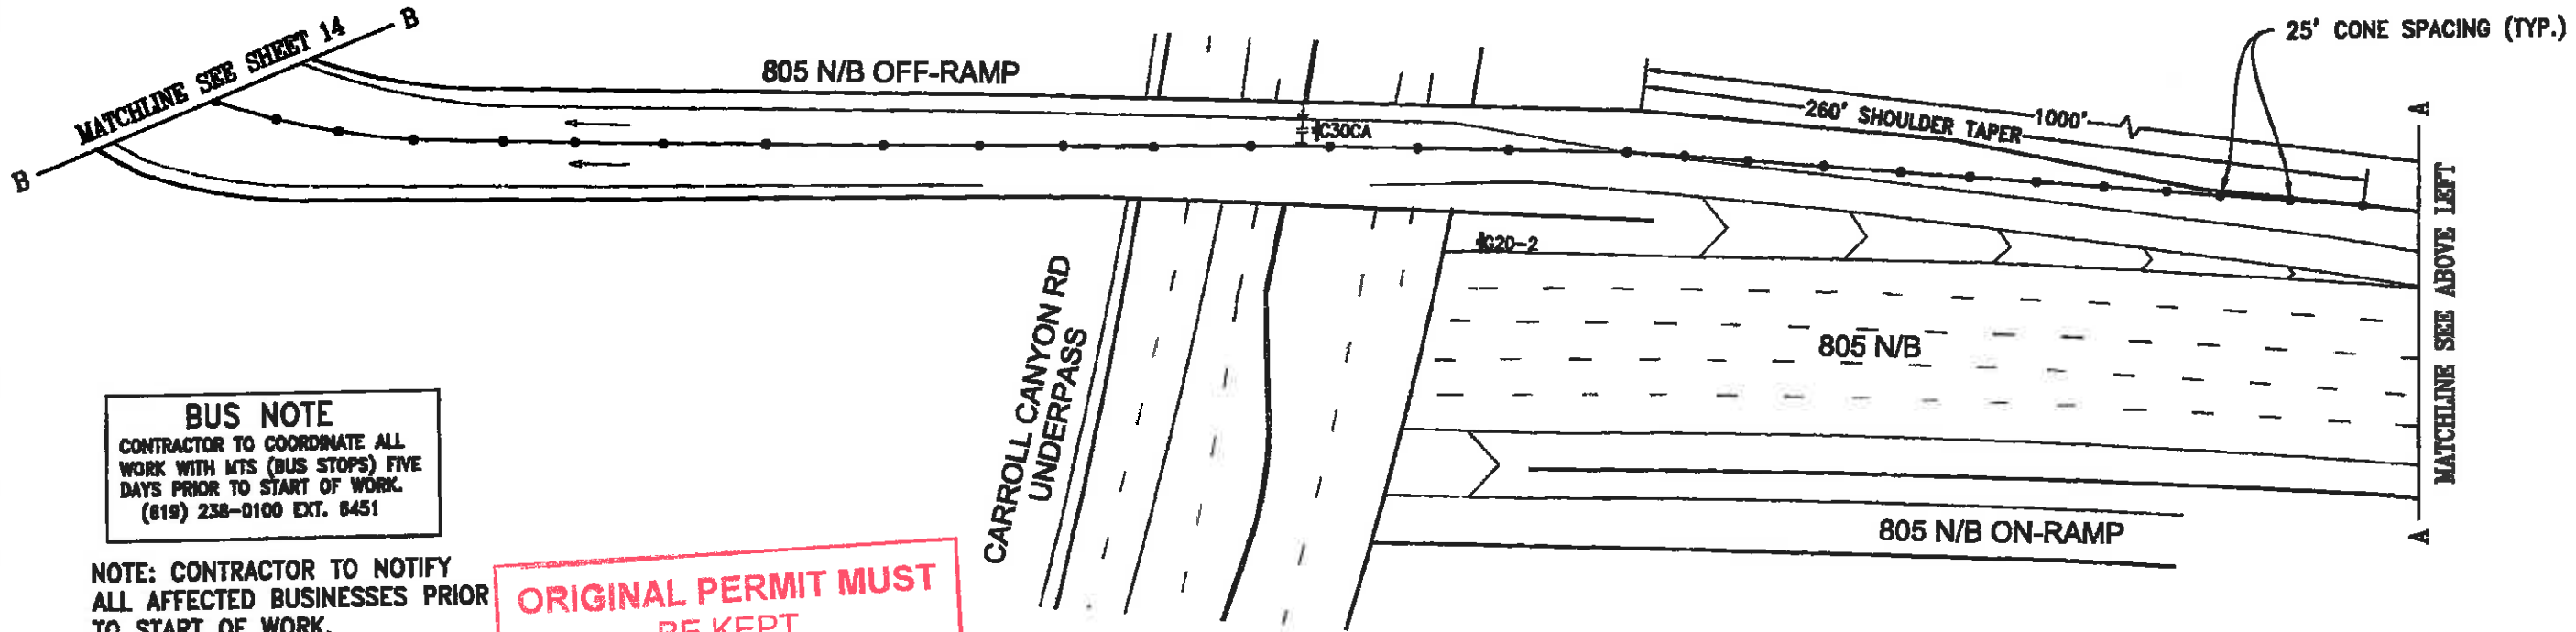 MATCHLINE SEE SHEET 14
B
B
805 N/B OFF-RAMP
C30CA
1000'
260' SHOULDER TAPER
25' CONE SPACING (TYP.)
A
MATCHLINE SEE ABOVE LEFT
A
G20-2
805 N/B
805 N/B ON-RAMP
CARROLL CANYON RD
UNDERPASS
BUS NOTE
CONTRACTOR TO COORDINATE ALL
WORK WITH MTS (BUS STOPS) FIVE
DAYS PRIOR TO START OF WORK.
(619) 238-0100 EXT. 6451
NOTE: CONTRACTOR TO NOTIFY
ALL AFFECTED BUSINESSES PRIOR
TO START OF WORK.
ORIGINAL PERMIT MUST
BE KEPT